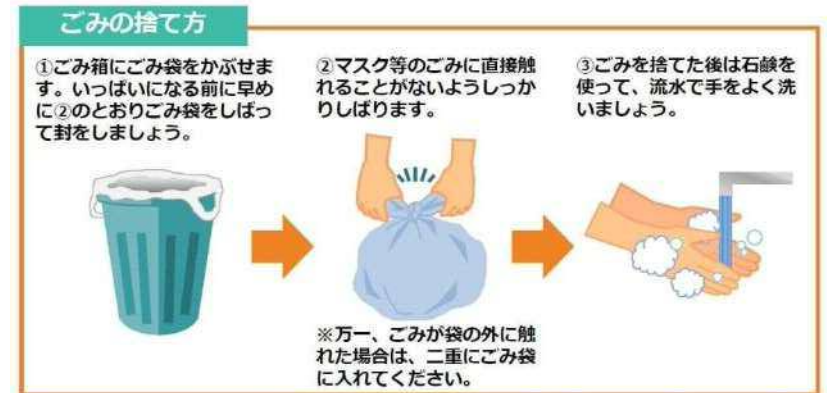 ごみの捨て方
①ごみ箱にごみ袋をかぶせま
す。いっぱいになる前に早め
に②のとおりごみ袋をしばっ
て封をしましょう。
②マスク等のごみに直接触
れることがないようしっか
りしばります。
※万一、ごみが袋の外に触
れた場合は、二重にごみ袋
に入れてください。
③ごみを捨てた後は石鹸を
使って、流水で手をよく洗
いましょう。